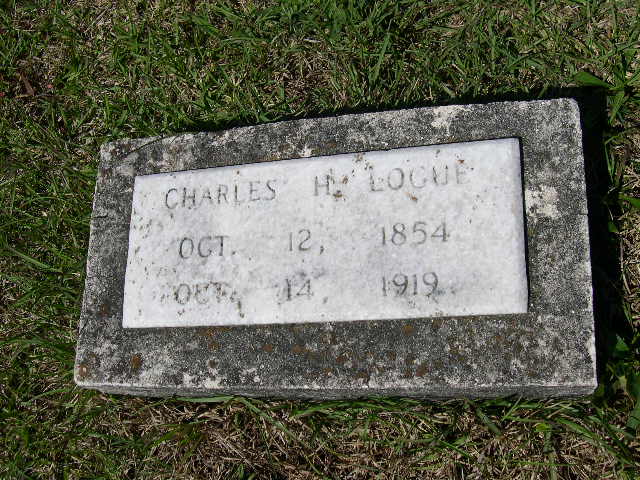 CHARLES H. LOGUE
OCT. 12, 1854
OCT. 14, 1919